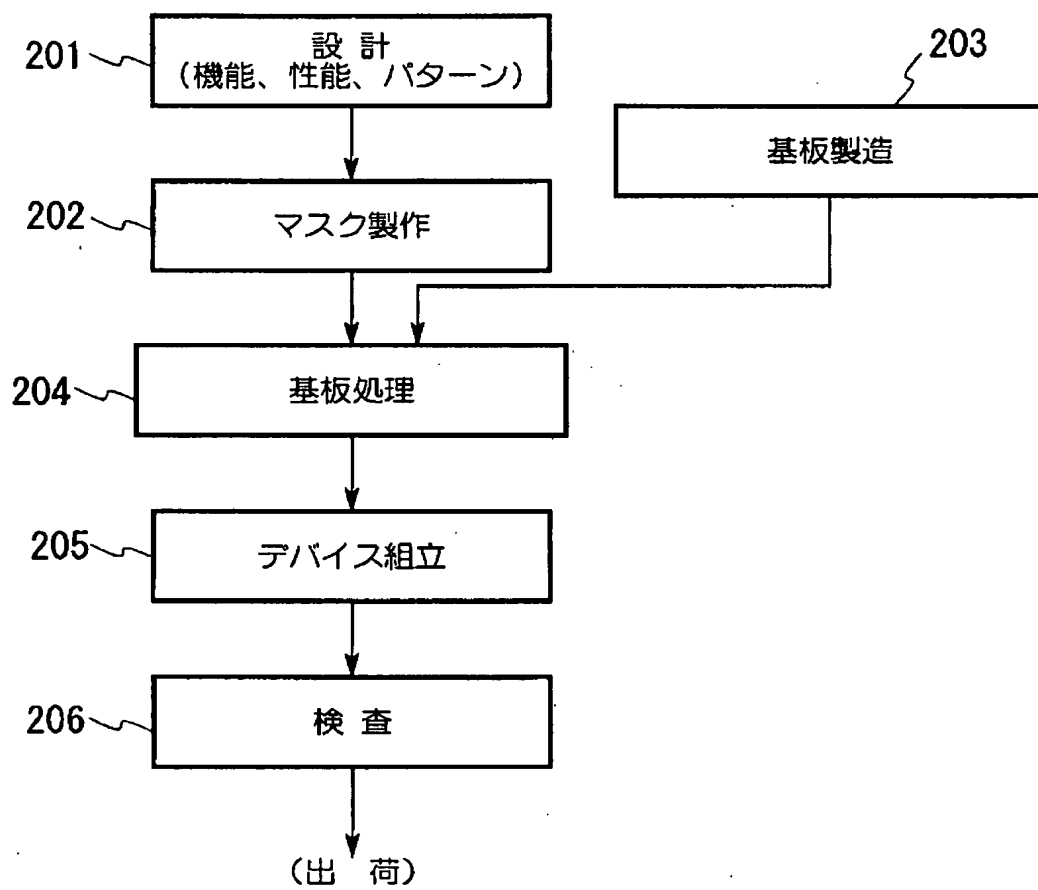 201
設 計
(機能、性能、パターン)
203
基板製造
202
マスク製作
204
基板処理
205
デバイス組立
206
検 査
(出 荷)